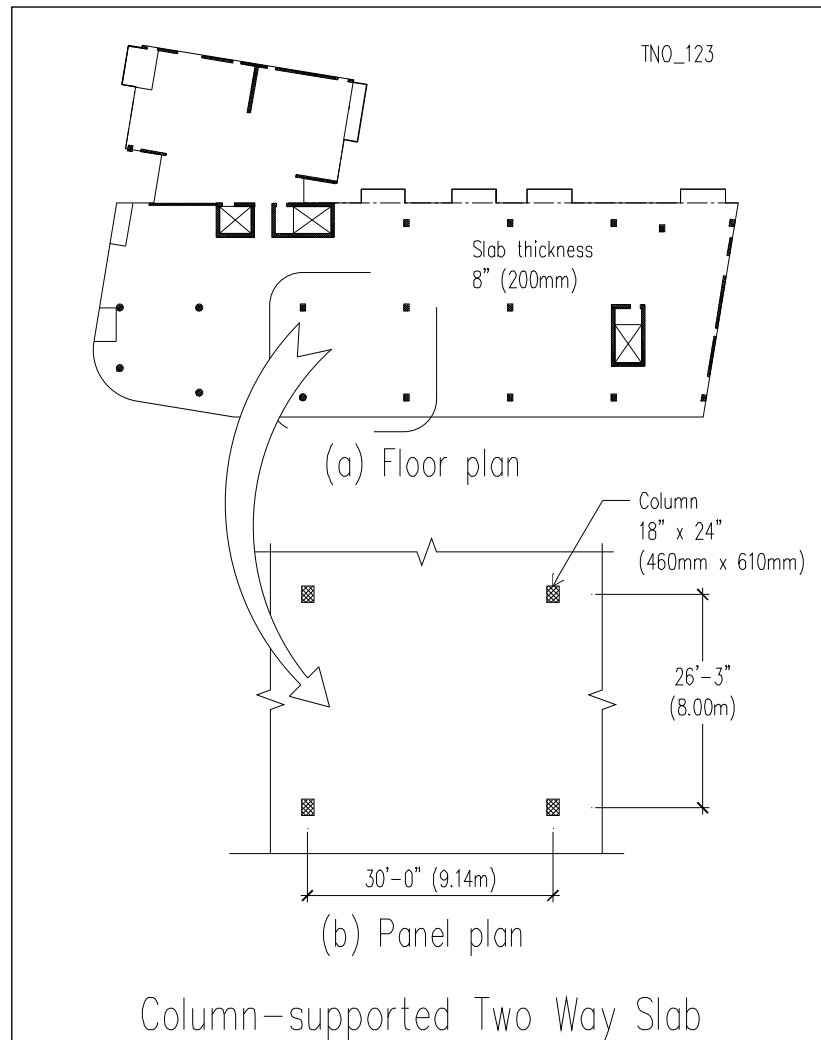 TNO_123
Slab thickness
8" (200mm)
(a) Floor plan
Column
18" x 24"
(460mm x 610mm)
26'-3"
(8.00m)
30'-0" (9.14m)
(b) Panel plan
Column-supported Two Way Slab